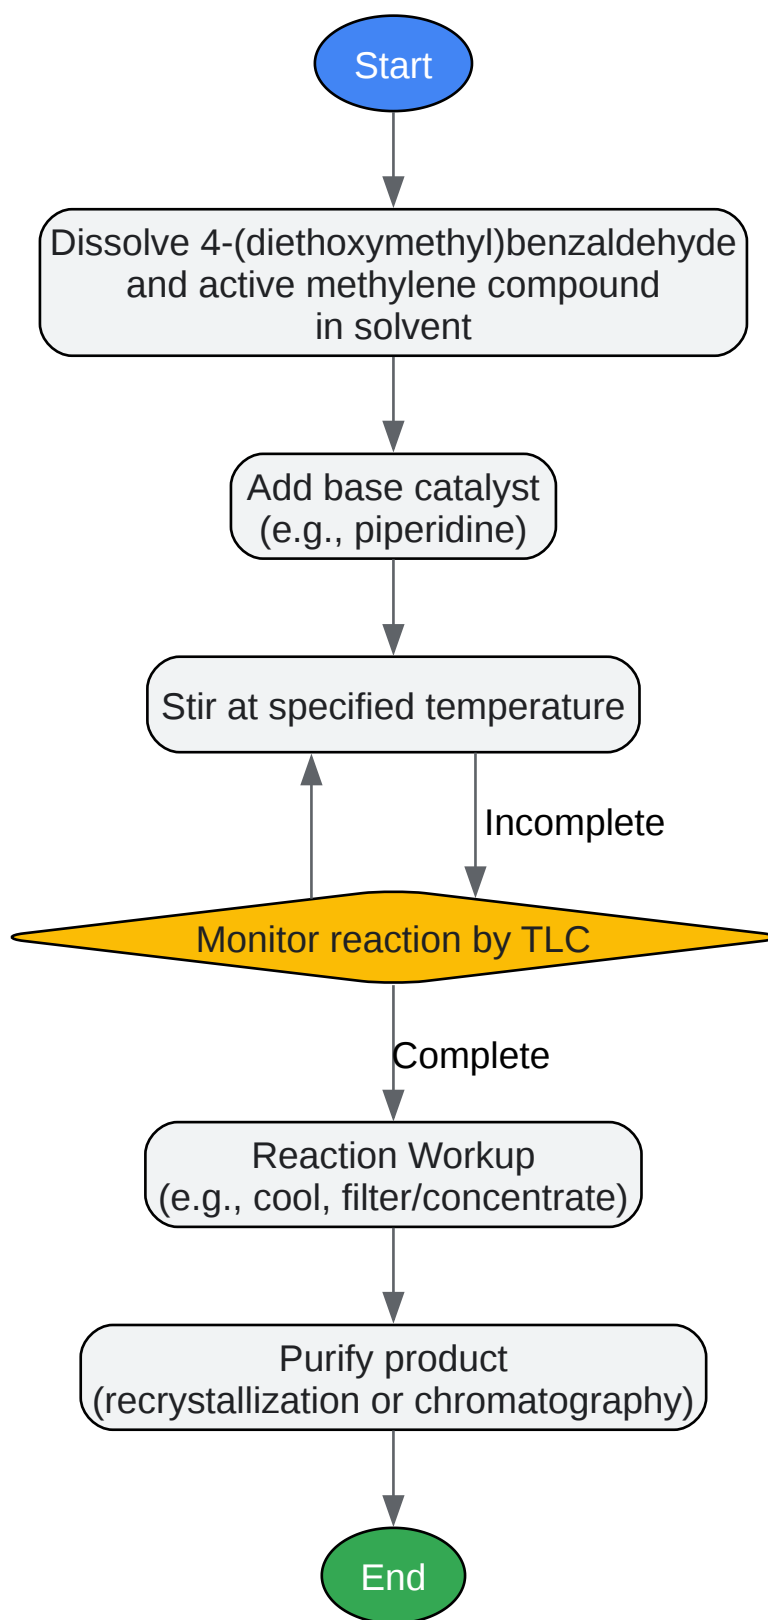 Start
Dissolve 4-(diethoxymethyl)benzaldehyde
and active methylene compound
in solvent
Add base catalyst
(e.g., piperidine)
Stir at specified temperature
Incomplete
Monitor reaction by TLC
Complete
Reaction Workup
(e.g., cool, filter/concentrate)
Purify product
(recrystallization or chromatography)
End